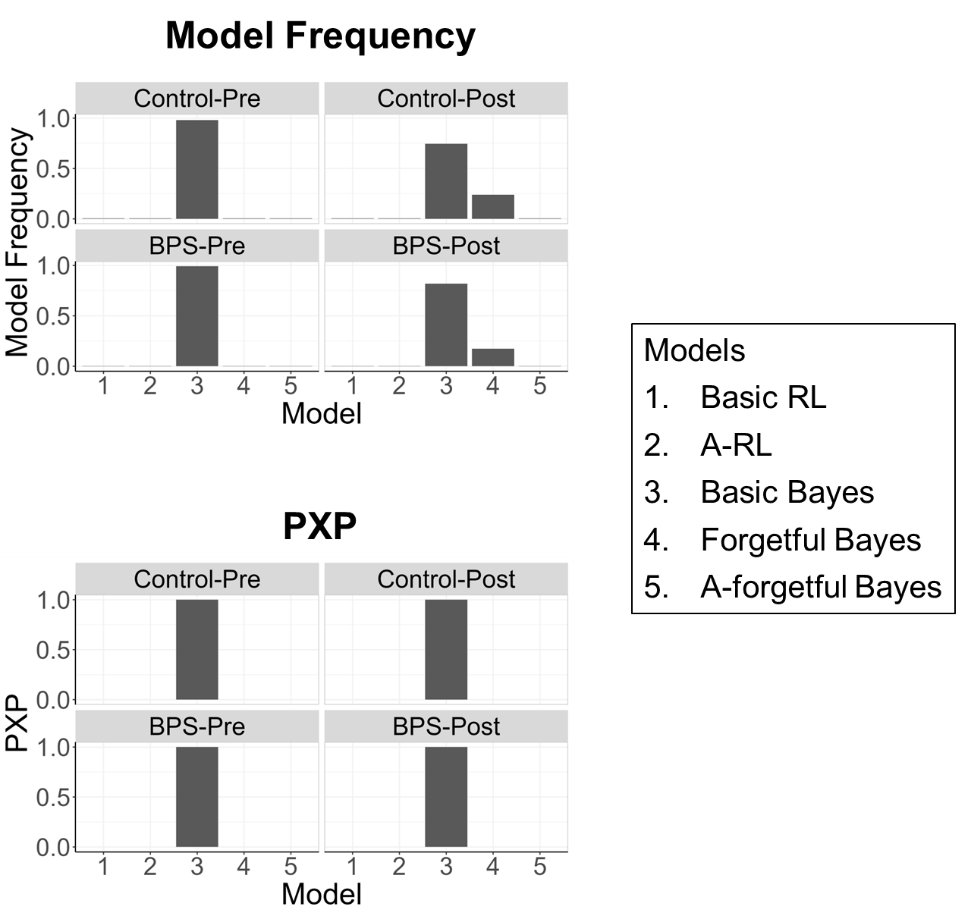 Model Frequency
Control-Pre Control-Post
1.0
0.5
0.0
BPS-Pre BPS-Post
1.0
0.5
0.0
Model Frequency
1 2 3 4 5 1 2 3 4 5
Model
PXP
Control-Pre Control-Post
1.0
0.5
0.0
BPS-Pre BPS-Post
1.0
0.5
0.0
PXP
1 2 3 4 5 1 2 3 4 5
Model
Models
1. Basic RL
2. A-RL
3. Basic Bayes
4. Forgetful Bayes
5. A-forgetful Bayes